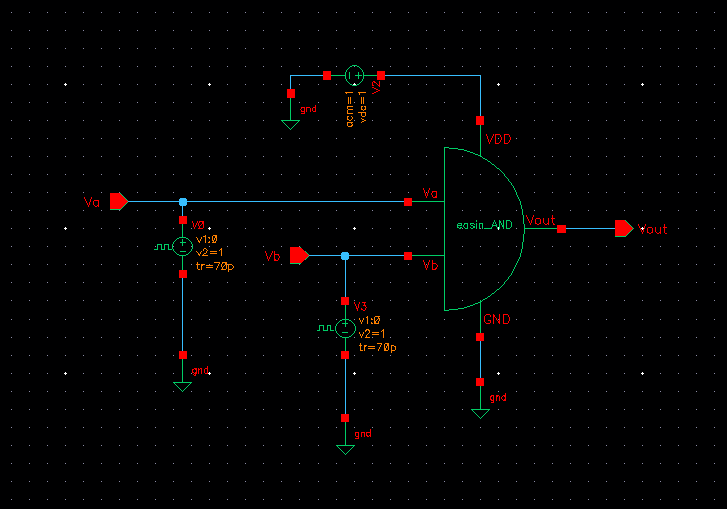 V2
gnd
acm=1
vdc=1
VDD
Va
Va
V0
v1:0
v2=1
tr=70p
easin_AND
Vout
Vout
Vb
Vb
V3
v1:0
v2=1
tr=70p
GND
gnd
gnd
gnd